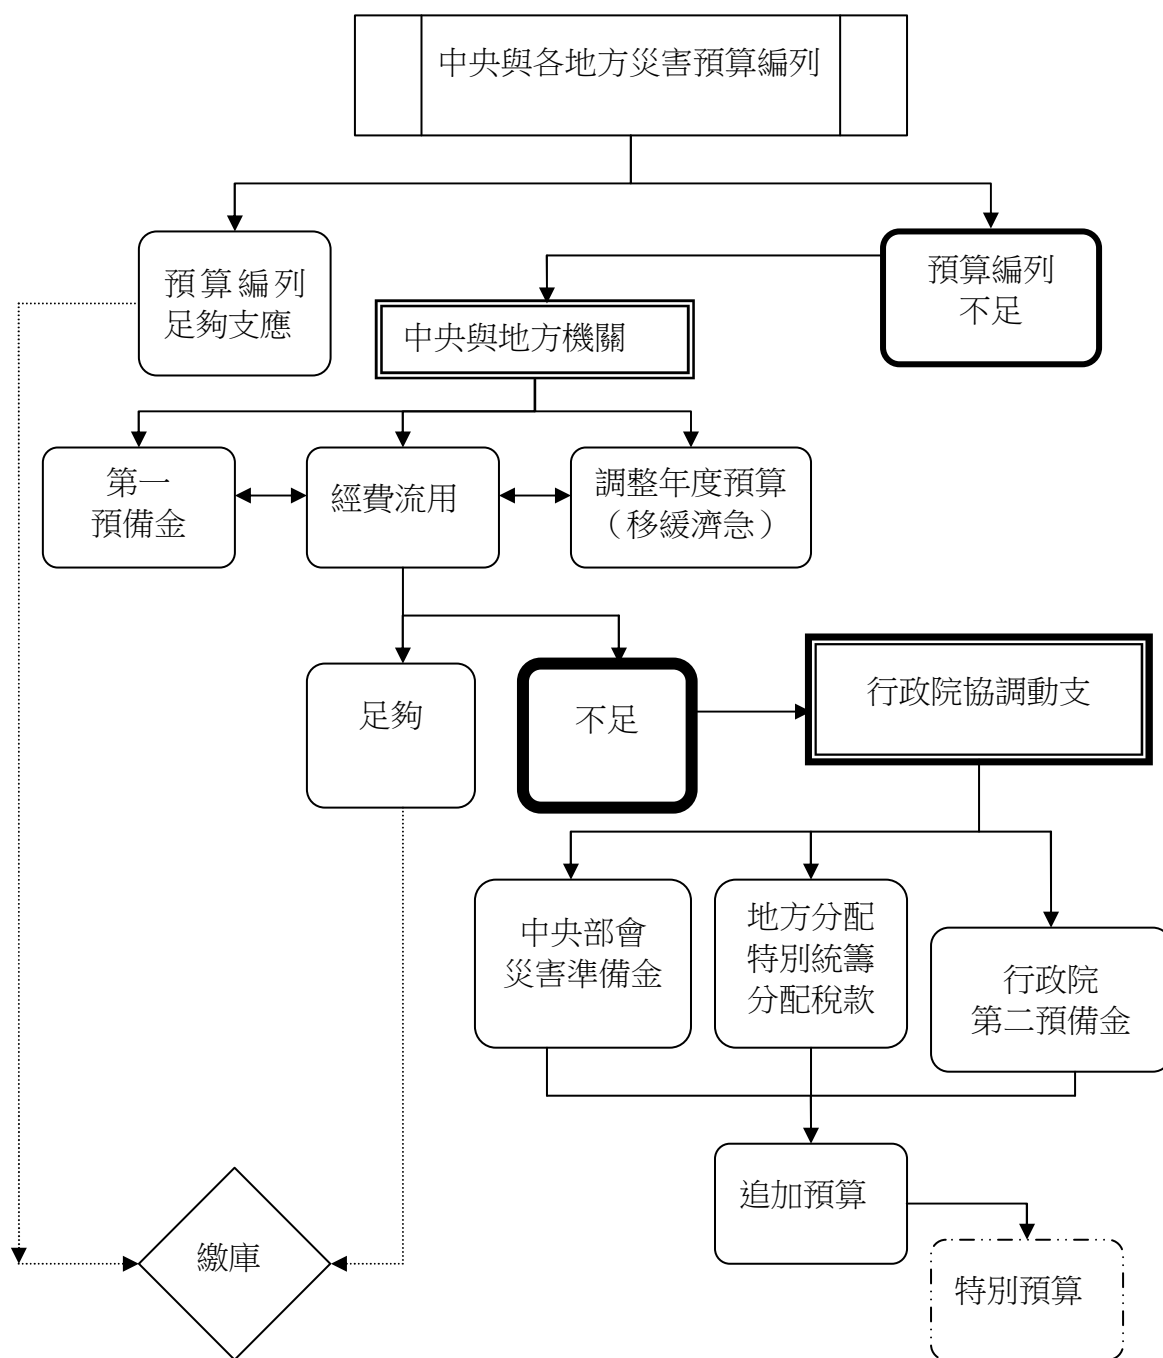 中央與各地方災害預算編列
預算編列
足夠支應
預算編列
不足
中央與地方機關
第一
預備金
經費流用
調整年度預算
（移緩濟急）
足夠
不足
行政院協調動支
中央部會
災害準備金
地方分配
特別統籌
分配稅款
行政院
第二預備金
追加預算
繳庫
特別預算